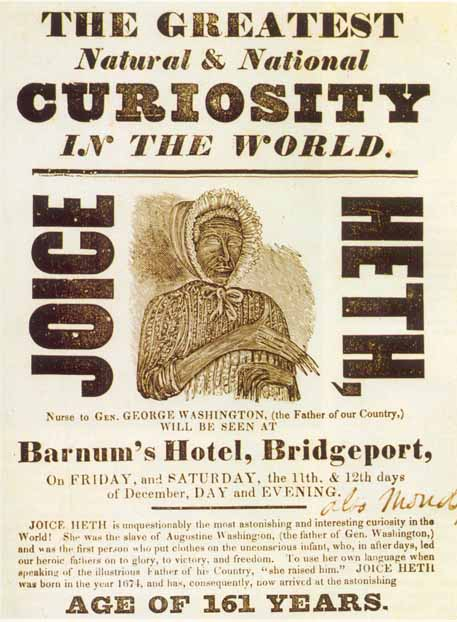 THE GREATEST
Natural & National
CURIOSITY
IN THE WORLD.
JOICE
HETH,
Nurse to GEN. GEORGE WASHINGTON, (the Father of our Country,)
WILL BE SEEN AT
Barnum's Hotel, Bridgeport,
On FRIDAY, and SATURDAY, the 11th. & 12th days
of December, DAY and EVENING.
also Monday
JOICE HETH is unquestionably the most astonishing and interesting curiosity in the
World! She was the slave of Augustine Washington, (the father of Gen. Washington,)
and was the first person who put clothes on the unconscious infant, who, in after days, led
our heroic fathers on to glory, to victory, and freedom. To use her own language when
speaking of the illustrious Father of his Country, "she raised him." JOICE HETH
was born in the year 1674, and has, consequently, now arrived at the astonishing
AGE OF 161 YEARS.